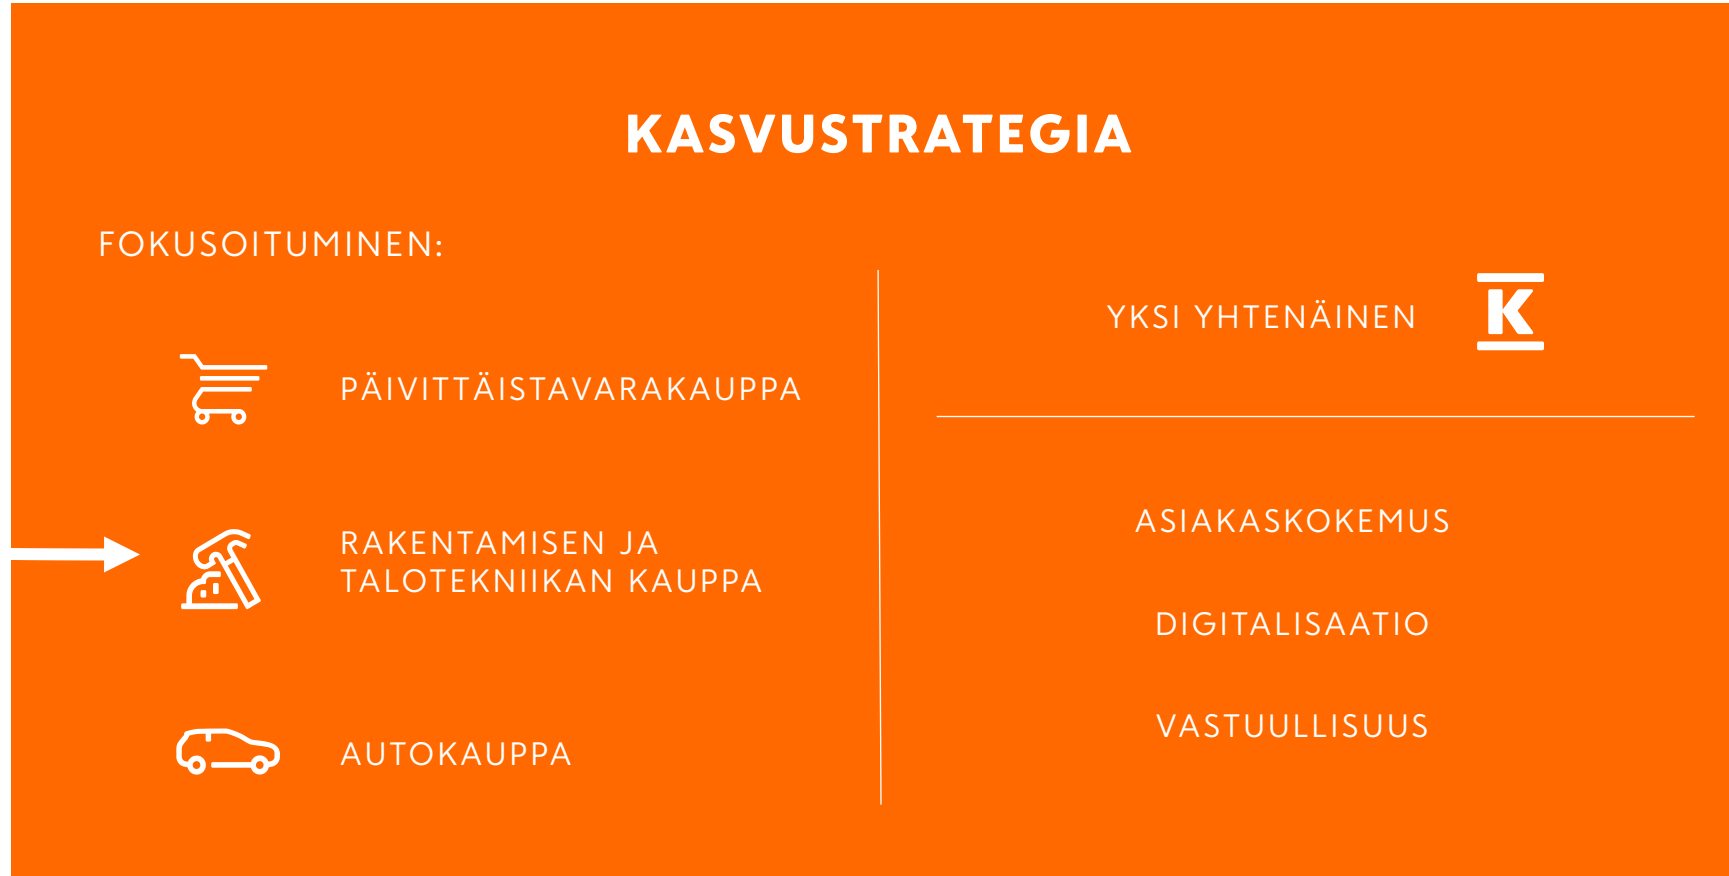 KASVUSTRATEGIA
FOKUSOITUMINEN:
PÄIVITTÄISTAVARAKAUPPA
RAKENTAMISEN JA
TALOTEKNIIKAN KAUPPA
AUTOKAUPPA
YKSI YHTENÄINEN K
ASIAKASKOKEMUS
DIGITALISAATIO
VASTUULLISUUS